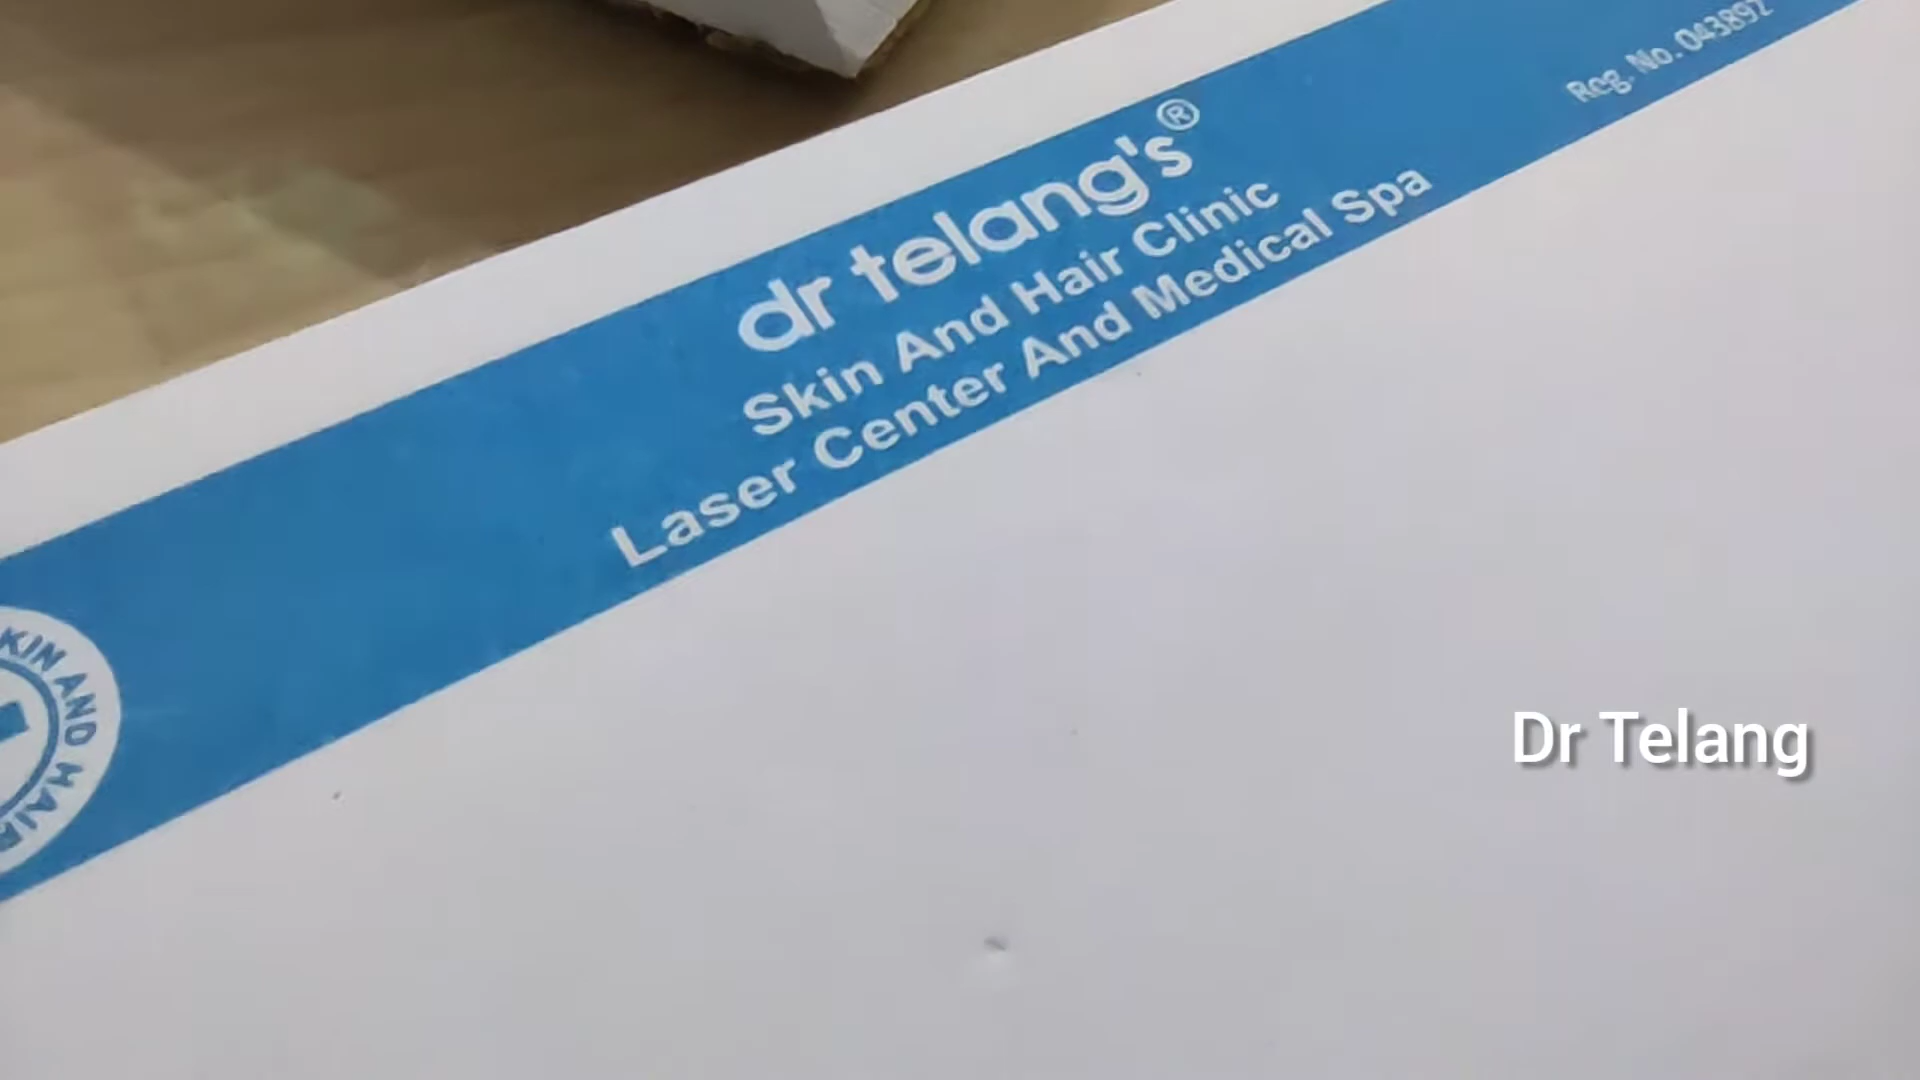 dr telang's®
Skin And Hair Clinic
Laser Center And Medical Spa
Reg. No. 043892
KIN AND HAIR
Dr Telang